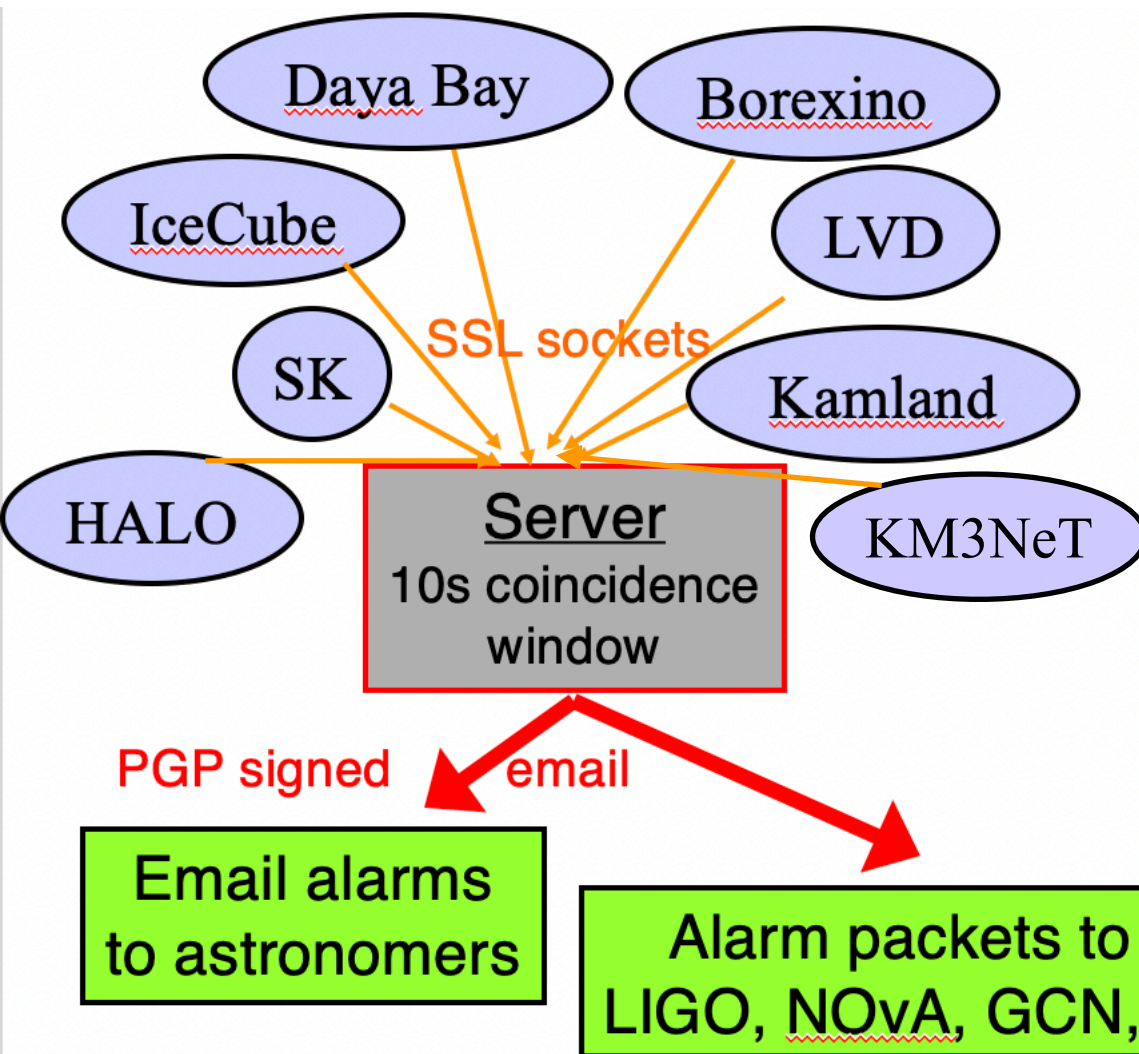 Daya Bay
Borexino
IceCube
LVD
SSL sockets
SK
Kamland
HALO
KM3NeT
Server
10s coincidence
window
PGP signed email
Email alarms
to astronomers
Alarm packets to
LIGO, NOvA, GCN,